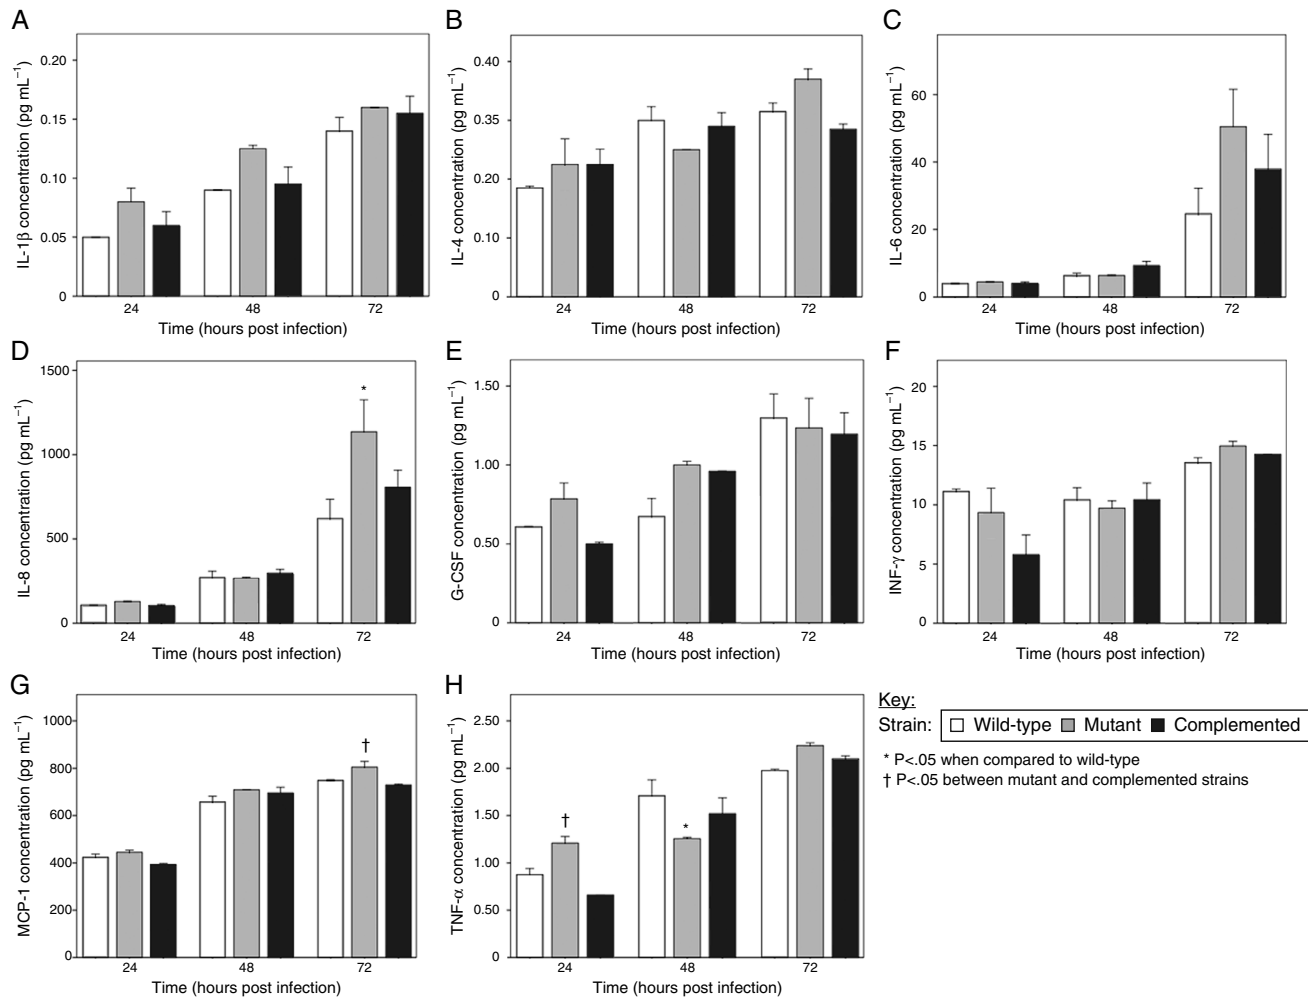 A
IL-1β concentration (pg mL−1)
0.20
0.15
0.10
0.05
0
24 48 72
Time (hours post infection)
B
IL-4 concentration (pg mL−1)
0.40
0.35
0.20
0.10
0
24 48 72
Time (hours post infection)
C
IL-6 concentration (pg mL−1)
60
40
20
0
24 48 72
Time (hours post infection)
D
IL-8 concentration (pg mL−1)
1500
1000
500
0
*
24 48 72
Time (hours post infection)
E
G-CSF concentration (pg mL−1)
1.50
1.00
0.50
0
24 48 72
Time (hours post infection)
F
INF-γ concentration (pg mL−1)
20
15
10
5
0
24 48 72
Time (hours post infection)
G
MCP-1 concentration (pg mL−1)
1000
800
600
400
200
0
†
24 48 72
Time (hours post infection)
H
TNF-α concentration (pg mL−1)
2.50
2.00
1.50
1.00
0.50
0
† *
24 48 72
Time (hours post infection)
Key:
Strain: Wild-type Mutant Complemented
* P<.05 when compared to wild-type
† P<.05 between mutant and complemented strains